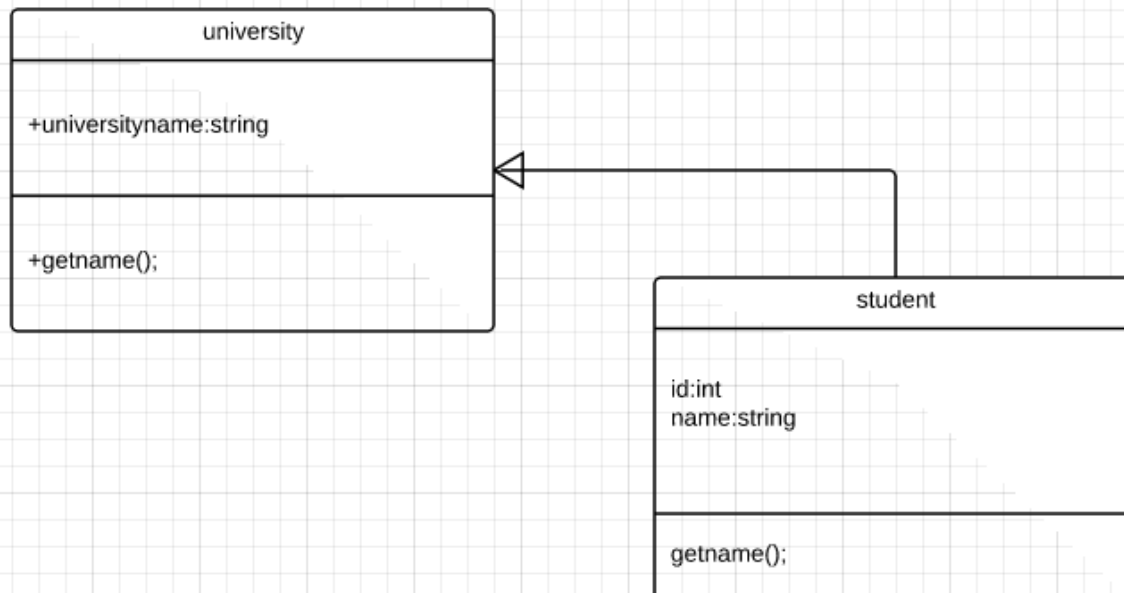 university
+universityname:string
+getname();
student
id:int
name:string
getname();